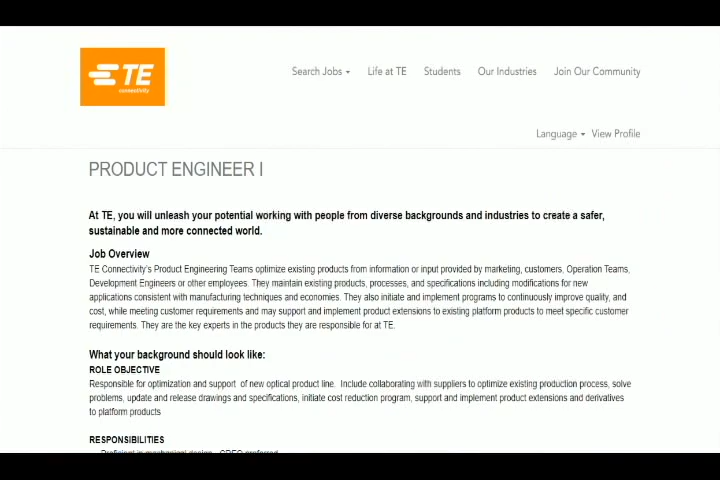 TE
connectivity
Search Jobs
Life at TE
Students
Our Industries
Join Our Community
Language
View Profile
PRODUCT ENGINEER I
At TE, you will unleash your potential working with people from diverse backgrounds and industries to create a safer,
sustainable and more connected world.
Job Overview
TE Connectivity's Product Engineering Teams optimize existing products from information or input provided by marketing, customers, Operation Teams,
Development Engineers or other employees. They maintain existing products, processes, and specifications including modifications for new
applications consistent with manufacturing techniques and economies. They also initiate and implement programs to continuously improve quality, and
cost, while meeting customer requirements and may support and implement product extensions to existing platform products to meet specific customer
requirements. They are the key experts in the products they are responsible for at TE.
What your background should look like:
ROLE OBJECTIVE
Responsible for optimization and support of new optical product line. Include collaborating with suppliers to optimize existing production process, solve
problems, update and release drawings and specifications, initiate cost reduction program, support and implement product extensions and derivatives
to platform products
RESPONSIBILITIES
Proficient in mechanical design, CREO preferred